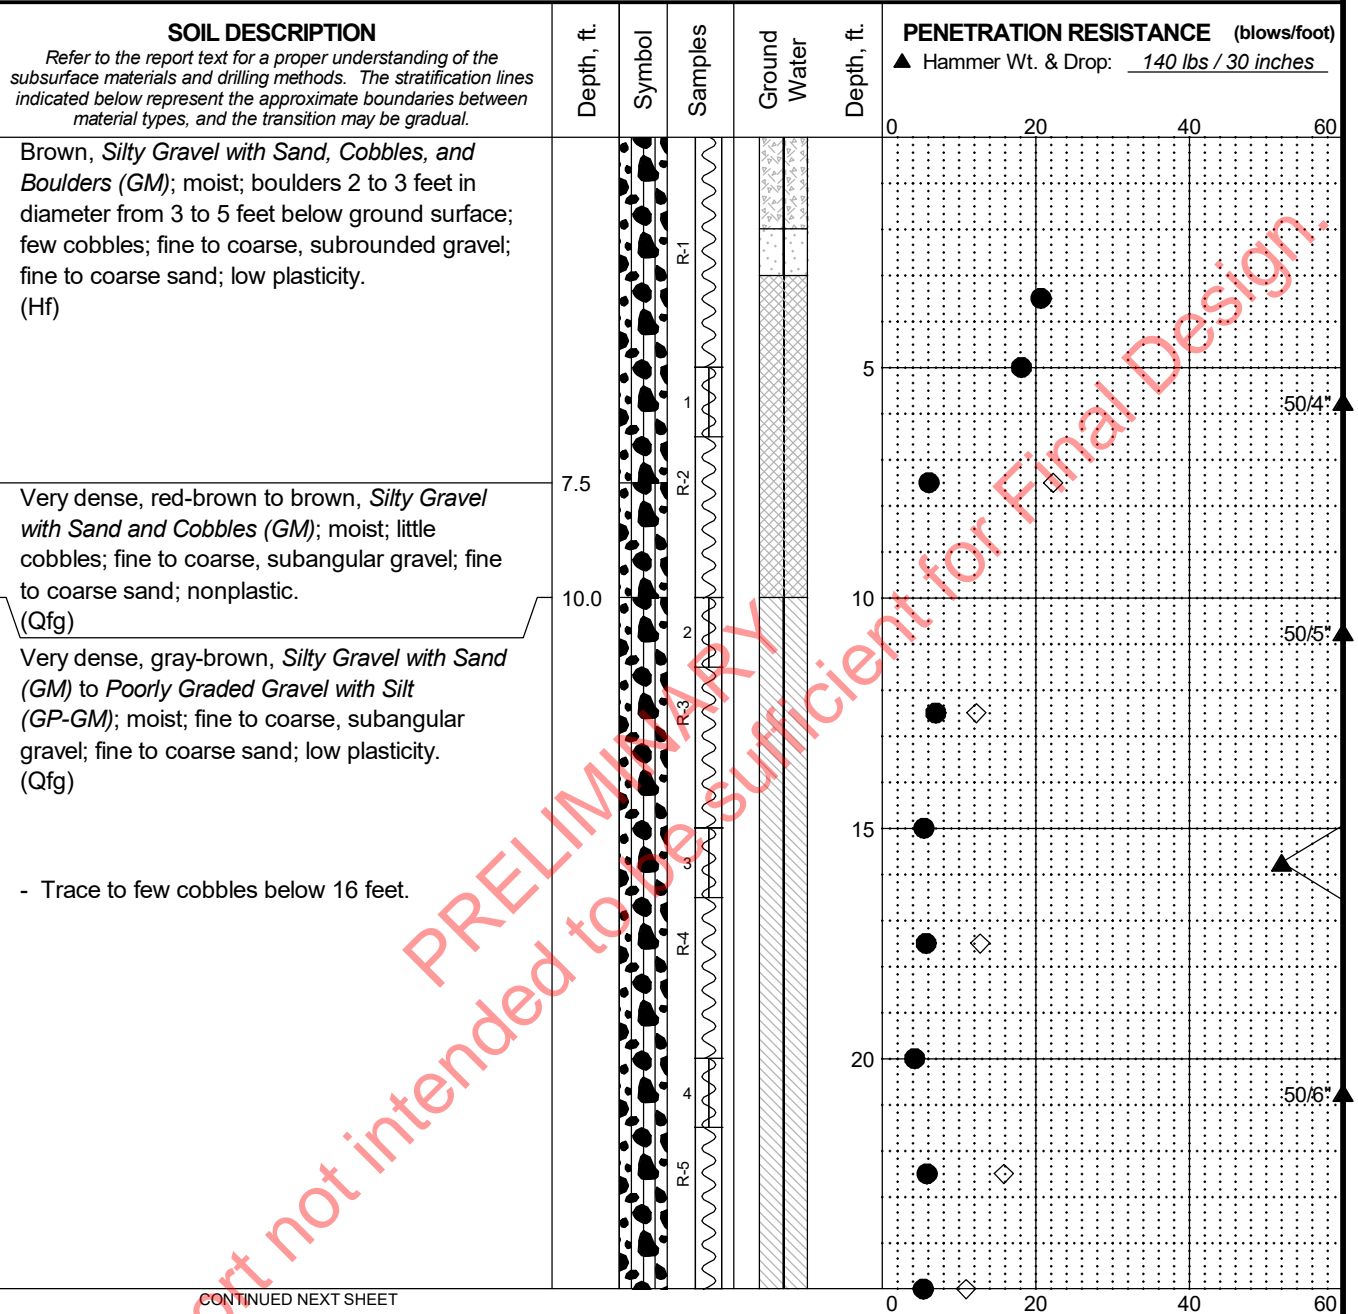 SOIL DESCRIPTION
Refer to the report text for a proper understanding of the
subsurface materials and drilling methods. The stratification lines
indicated below represent the approximate boundaries between
material types, and the transition may be gradual.
Depth, ft.
Symbol
Samples
Ground
Water
Depth, ft.
PENETRATION RESISTANCE (blows/foot)
▲ Hammer Wt. & Drop: 140 lbs / 30 inches
0 20 40 60
Brown, Silty Gravel with Sand, Cobbles, and
Boulders (GM); moist; boulders 2 to 3 feet in
diameter from 3 to 5 feet below ground surface;
few cobbles; fine to coarse, subrounded gravel;
fine to coarse sand; low plasticity.
(Hf)
7.5
Very dense, red-brown to brown, Silty Gravel
with Sand and Cobbles (GM); moist; little
cobbles; fine to coarse, subangular gravel; fine
to coarse sand; nonplastic.
(Qfg)
10.0
Very dense, gray-brown, Silty Gravel with Sand
(GM) to Poorly Graded Gravel with Silt
(GP-GM); moist; fine to coarse, subangular
gravel; fine to coarse sand; low plasticity.
(Qfg)
- Trace to few cobbles below 16 feet.
R-1
1
R-2
2
R-3
3
R-4
4
R-5
5
10
15
20
50/4"
50/5"
50/6"
PRELIMINARY
not intended to be sufficient for Final Design.
CONTINUED NEXT SHEET
0 20 40 60